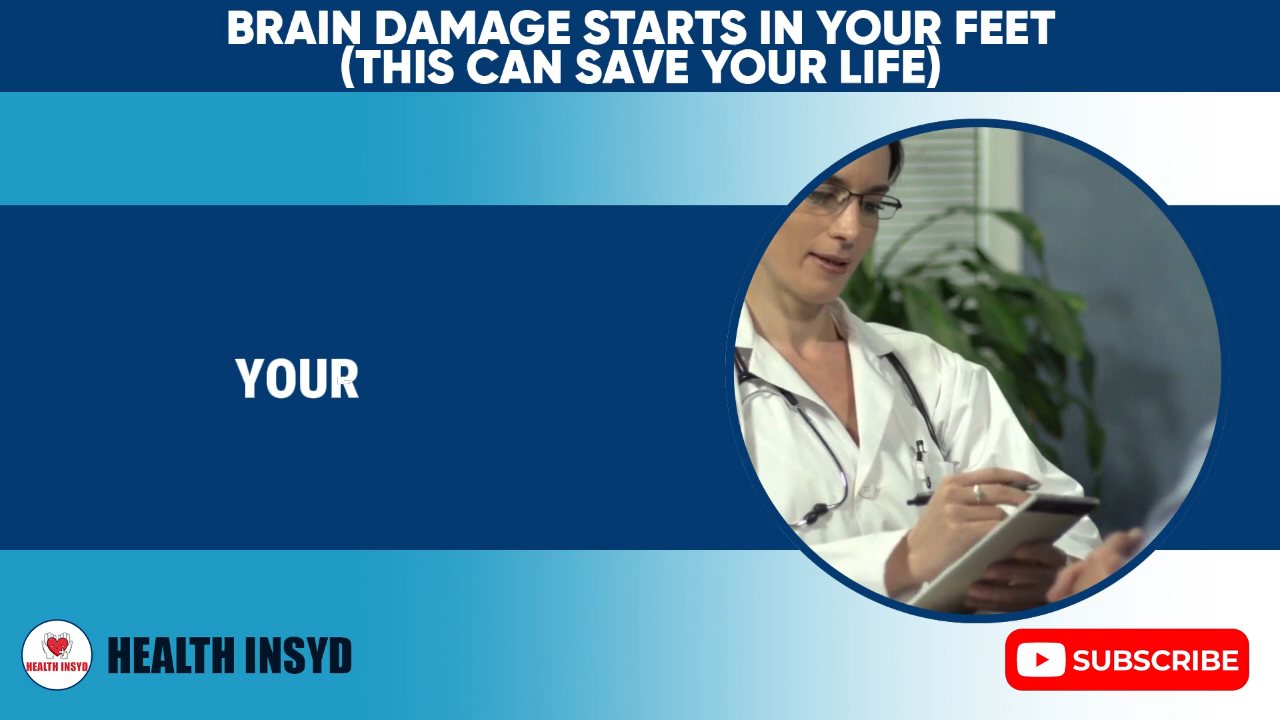 BRAIN DAMAGE STARTS IN YOUR FEET
(THIS CAN SAVE YOUR LIFE)
YOUR
HEALTH INSYD
HEALTH INSYD
SUBSCRIBE